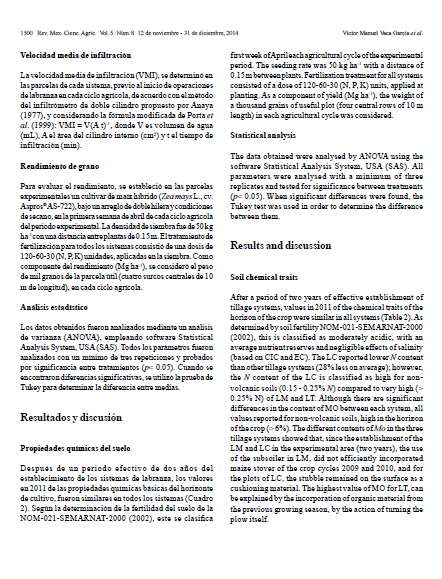 1500 Rev. Mex. Cienc. Agríc. Vol. 5 Núm. 8 12 de noviembre - 31 de diciembre, 2014
Víctor Manuel Vaca García et al.
Velocidad media de infiltración
La velocidad media de infiltración (VMI), se determinó en
las parcelas de cada sistema, previo al inicio de operaciones
de labranza en cada ciclo agrícola, de acuerdo con el método
del infiltrómetro de doble cilindro propuesto por Anaya
(1977), y considerando la fórmula modificada de Porta et
al. (1999): VMI = V(A t)-1, donde V es volumen de agua
(mL), A el área del cilindro interno (cm2) y t el tiempo de
infiltración (min).
Rendimiento de grano
Para evaluar el rendimiento, se estableció en las parcelas
experimentales un cultivar de maíz híbrido (Zea mays L., cv.
Aspros® AS-722), bajo un arreglo de doble hilera y condiciones
de secano, en la primera semana de abril de cada ciclo agrícola
del periodo experimental. La densidad de siembra fue de 50 kg
ha-1 con una distancia entre plantas de 0.15 m. El tratamiento de
fertilización para todos los sistemas consistió de una dosis de
120-60-30 (N, P, K) unidades, aplicadas en la siembra. Como
componente del rendimiento (Mg ha-1), se consideró el peso
de mil granos de la parcela útil (cuatro surcos centrales de 10
m de longitud), en cada ciclo agrícola.
Análisis estadístico
Los datos obtenidos fueron analizados mediante un análisis
de varianza (ANOVA), empleando software Statistical
Analysis System, USA (SAS). Todos los parámetros fueron
analizados con un mínimo de tres repeticiones y probados
por significancia entre tratamientos (p< 0.05). Cuando se
encontraron diferencias significativas, se utilizó la prueba de
Tukey para determinar la diferencia entre medias.
Resultados y discusión
Propiedades químicas del suelo
Después de un periodo efectivo de dos años del
establecimiento de los sistemas de labranza, los valores
en 2011 de las propiedades químicas básicas del horizonte
de cultivo, fueron similares en todos los sistemas (Cuadro
2). Según la determinación de la fertilidad del suelo de la
NOM-021-SEMARNAT-2000 (2002), este se clasifica
first week of April each agricultural cycle of the experimental
period. The seeding rate was 50 kg ha-1 with a distance of
0.15 m between plants. Fertilization treatment for all systems
consisted of a dose of 120-60-30 (N, P, K) units, applied at
planting. As a component of yield (Mg ha-1), the weight of
a thousand grains of useful plot (four central rows of 10 m
length) in each agricultural cycle was considered.
Statistical analysis
The data obtained were analysed by ANOVA using the
software Statistical Analysis System, USA (SAS). All
parameters were analysed with a minimum of three
replicates and tested for significance between treatments
(p< 0.05). When significant differences were found, the
Tukey test was used in order to determine the difference
between them.
Results and discussion
Soil chemical traits
After a period of two years of effective establishment of
tillage systems, values in 2011 of the chemical traits of the
horizon of the crop were similar in all systems (Table 2). As
determined by soil fertility NOM-021-SEMARNAT-2000
(2002), this is classified as moderately acidic, with an
average nutrient reserves and negligible effects of salinity
(based on CIC and EC). The LC reported lower N content
than other tillage systems (28% less on average); however,
the N content of the LC is classified as high for non-
volcanic soils (0.15 - 0.25% N) compared to very high (>
0.25% N) of LM and LT. Although there are significant
differences in the content of MO between each system, all
values reported for non-volcanic soils, high in the horizon
of the crop (> 6%). The different contents of Mo in the three
tillage systems showed that, since the establishment of the
LM and LC in the experimental area (two years), the use
of the subsoiler in LM, did not efficiently incorporated
maize stover of the crop cycles 2009 and 2010, and for
the plots of LC, the stubble remained on the surface as a
cushioning material. The highest value of MO for LT, can
be explained by the incorporation of organic material from
the previous growing season, by the action of turning the
plow itself.